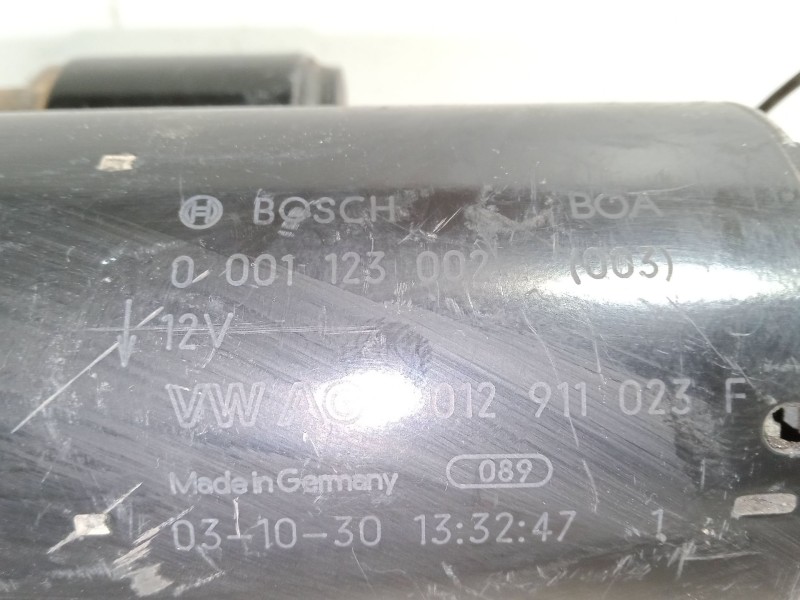 BOSCH BOA
0 001 123 002 (003)
12V
VW AG 012 911 023 F
Made in Germany 089
03-10-30 13:32:47 1